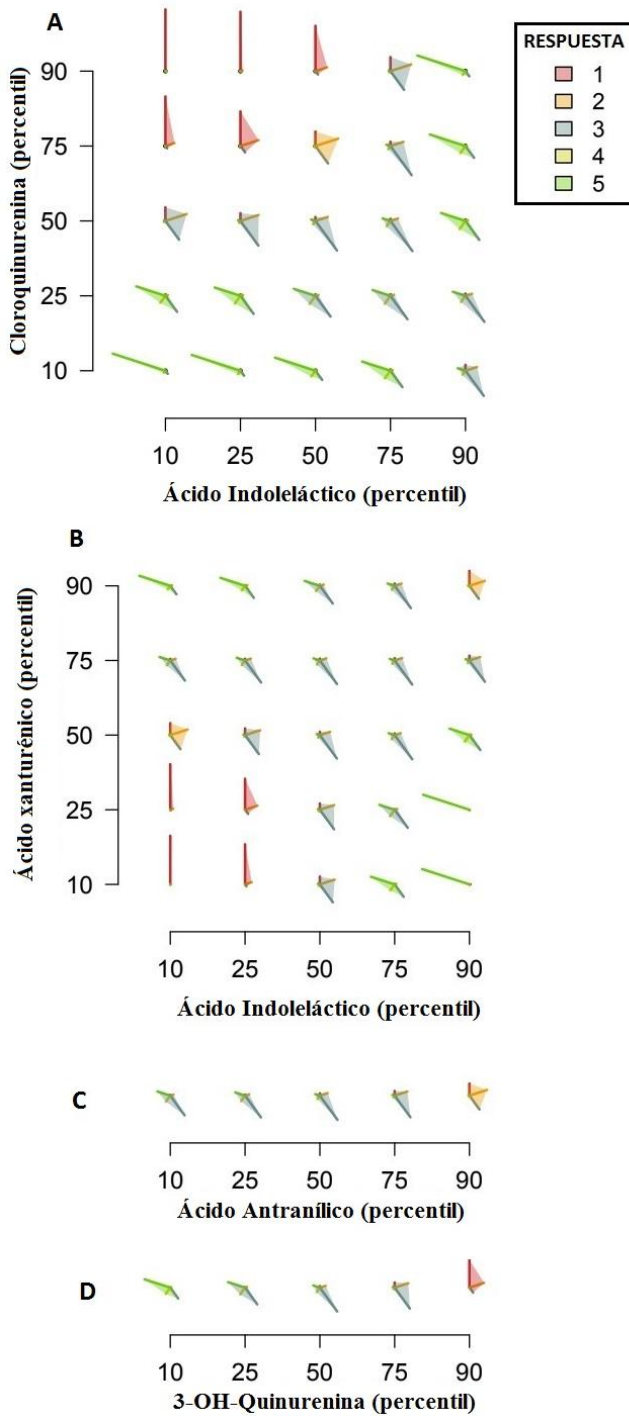 A
RESPUESTA
1
2
3
4
5
Cloroquinurenina (percentil)
90
75
50
25
10
10 25 50 75 90
Ácido Indoleláctico (percentil)
B
Ácido xanturénico (percentil)
90
75
50
25
10
10 25 50 75 90
Ácido Indoleláctico (percentil)
C
10 25 50 75 90
Ácido Antranílico (percentil)
D
10 25 50 75 90
3-OH-Quinurenina (percentil)